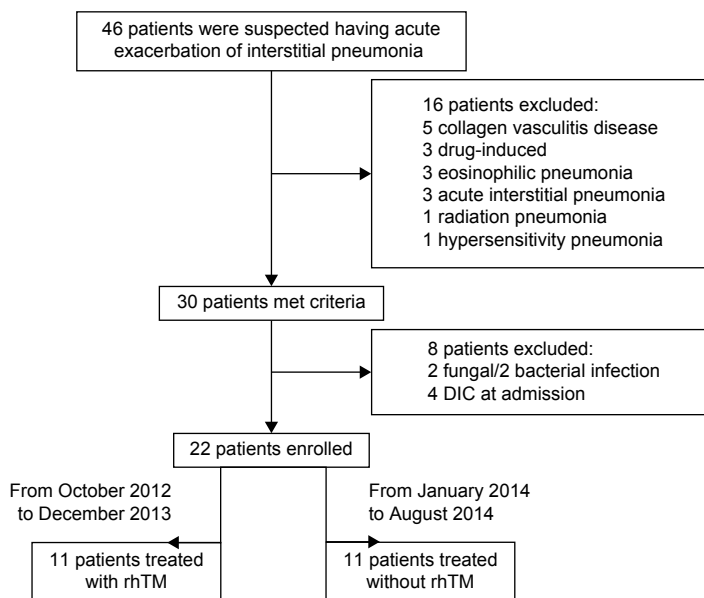 46 patients were suspected having acute
exacerbation of interstitial pneumonia
16 patients excluded:
5 collagen vasculitis disease
3 drug-induced
3 eosinophilic pneumonia
3 acute interstitial pneumonia
1 radiation pneumonia
1 hypersensitivity pneumonia
30 patients met criteria
8 patients excluded:
2 fungal/2 bacterial infection
4 DIC at admission
22 patients enrolled
From October 2012
to December 2013
From January 2014
to August 2014
11 patients treated
with rhTM
11 patients treated
without rhTM